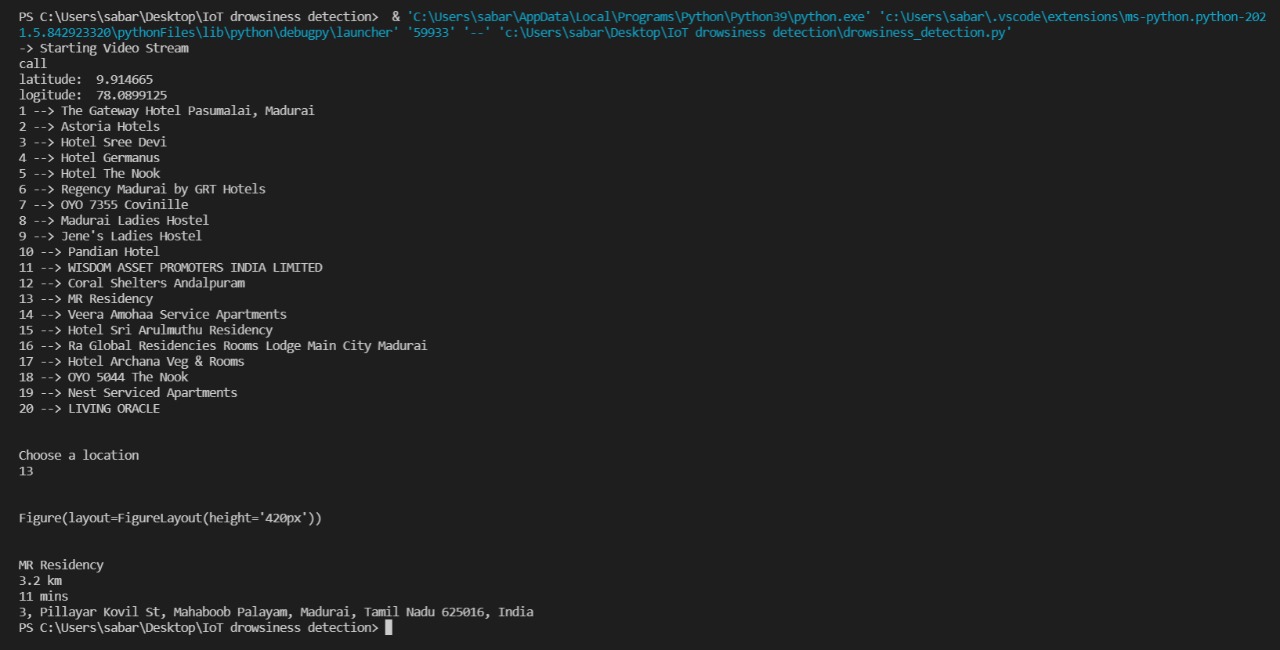 PS C:\Users\sabar\Desktop\IoT drowsiness detection>  & 'C:\Users\sabar\AppData\Local\Programs\Python\Python39\python.exe' 'c:\Users\sabar\.vscode\extensions\ms-python.python-202
1.5.842923320\pythonFiles\lib\python\debugpy\launcher' '59933' '--' 'c:\Users\sabar\Desktop\IoT drowsiness detection\drowsiness_detection.py'
-> Starting Video Stream
call
latitude:  9.914665
logitude:  78.0899125
1 --> The Gateway Hotel Pasumalai, Madurai
2 --> Astoria Hotels
3 --> Hotel Sree Devi
4 --> Hotel Germanus
5 --> Hotel The Nook
6 --> Regency Madurai by GRT Hotels
7 --> OYO 7355 Covinille
8 --> Madurai Ladies Hostel
9 --> Jene's Ladies Hostel
10 --> Pandian Hotel
11 --> WISDOM ASSET PROMOTERS INDIA LIMITED
12 --> Coral Shelters Andalpuram
13 --> MR Residency
14 --> Veera Amohaa Service Apartments
15 --> Hotel Sri Arulmuthu Residency
16 --> Ra Global Residencies Rooms Lodge Main City Madurai
17 --> Hotel Archana Veg & Rooms
18 --> OYO 5044 The Nook
19 --> Nest Serviced Apartments
20 --> LIVING ORACLE
Choose a location
13
Figure(layout=FigureLayout(height='420px'))
MR Residency
3.2 km
11 mins
3, Pillayar Kovil St, Mahaboob Palayam, Madurai, Tamil Nadu 625016, India
PS C:\Users\sabar\Desktop\IoT drowsiness detection>